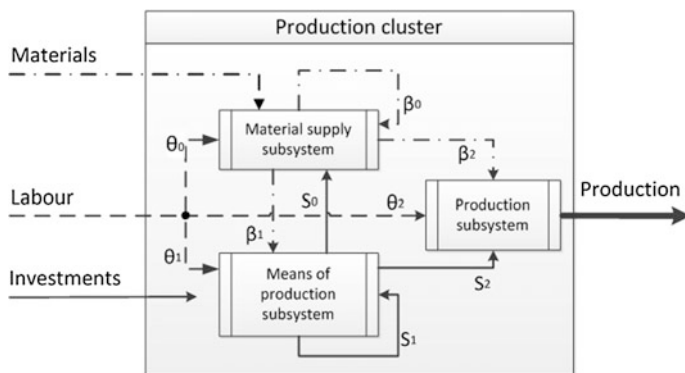 Production cluster
Materials
β₀
Material supply
subsystem
θ₀
β₂
Production
Labour
S₀
θ₂
Production
subsystem
β₁
θ₁
Investments
Means of
production
subsystem
S₂
S₁